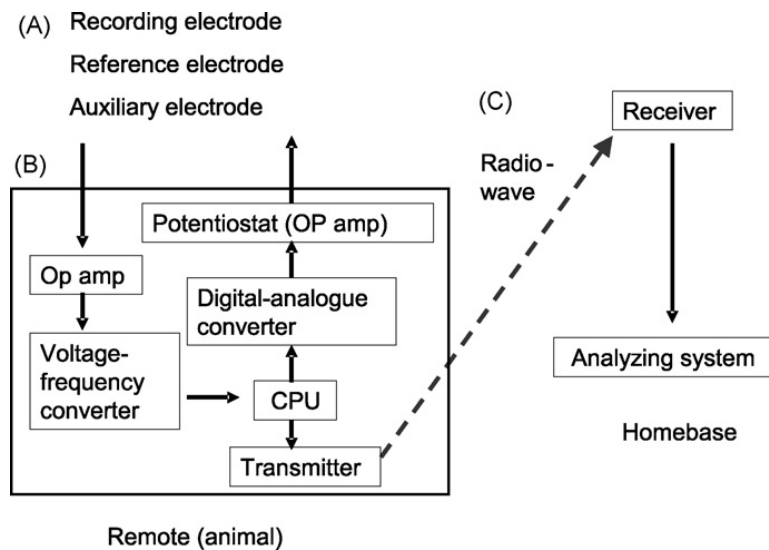 (A) Recording electrode
Reference electrode
Auxiliary electrode
(B)
Potentiostat (OP amp)
Op amp
Digital-analogue
converter
Voltage-
frequency
converter
CPU
Transmitter
Remote (animal)
(C)
Receiver
Radio-
wave
Analyzing system
Homebase